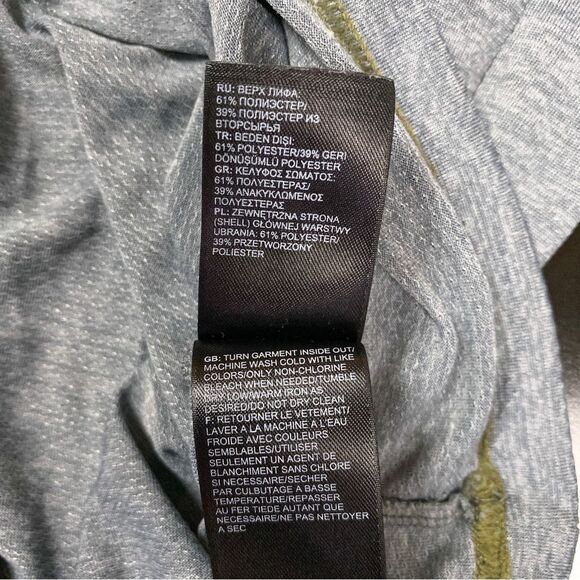 RU: ВЕРХ ЛИФА:
61% ПОЛИЭСТЕР/
39% ПОЛИЭСТЕР ИЗ
ВТОРСЫРЬЯ
TR: BEDEN DIŞI:
61% POLYESTER/39% GERİ
DÖNÜŞÜMLÜ POLYESTER
GR: ΚΕΛΥΦΟΣ ΣΩΜΑΤΟΣ:
61% ΠΟΛΥΕΣΤΕΡΑΣ/
39% ΑΝΑΚΥΚΛΩΜΕΝΟΣ
ΠΟΛΥΕΣΤΕΡΑΣ
PL: ZEWNĘTRZNA STRONA
(SHELL) GŁÓWNEJ WARSTWY
UBRANIA: 61% POLYESTER/
39% PRZETWORZONY
POLIESTER
GB: TURN GARMENT INSIDE OUT/
MACHINE WASH COLD WITH LIKE
COLORS/ONLY NON-CHLORINE
BLEACH WHEN NEEDED/TUMBLE
DRY LOW/WARM IRON AS
DESIRED/DO NOT DRY CLEAN
F: RETOURNER LE VETEMENT/
LAVER A LA MACHINE A L'EAU
FROIDE AVEC COULEURS
SEMBLABLES/UTILISER
SEULEMENT UN AGENT DE
BLANCHIMENT SANS CHLORE
SI NECESSAIRE/SECHER
PAR CULBUTAGE A BASSE
TEMPERATURE/REPASSER
AU FER TIEDE AUTANT QUE
NECESSAIRE/NE PAS NETTOYER
A SEC